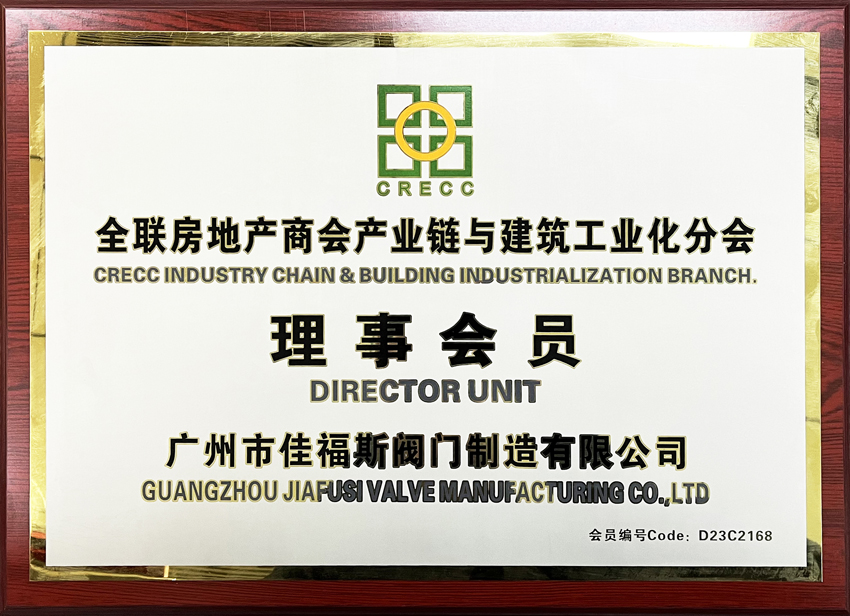 CRECC
全联房地产商会产业链与建筑工业化分会
CRECC INDUSTRY CHAIN & BUILDING INDUSTRIALIZATION BRANCH.
理事会员
DIRECTOR UNIT
广州市佳福斯阀门制造有限公司
GUANGZHOU JIAFUSI VALVE MANUFACTURING CO.,LTD
会员编号Code: D23C2168